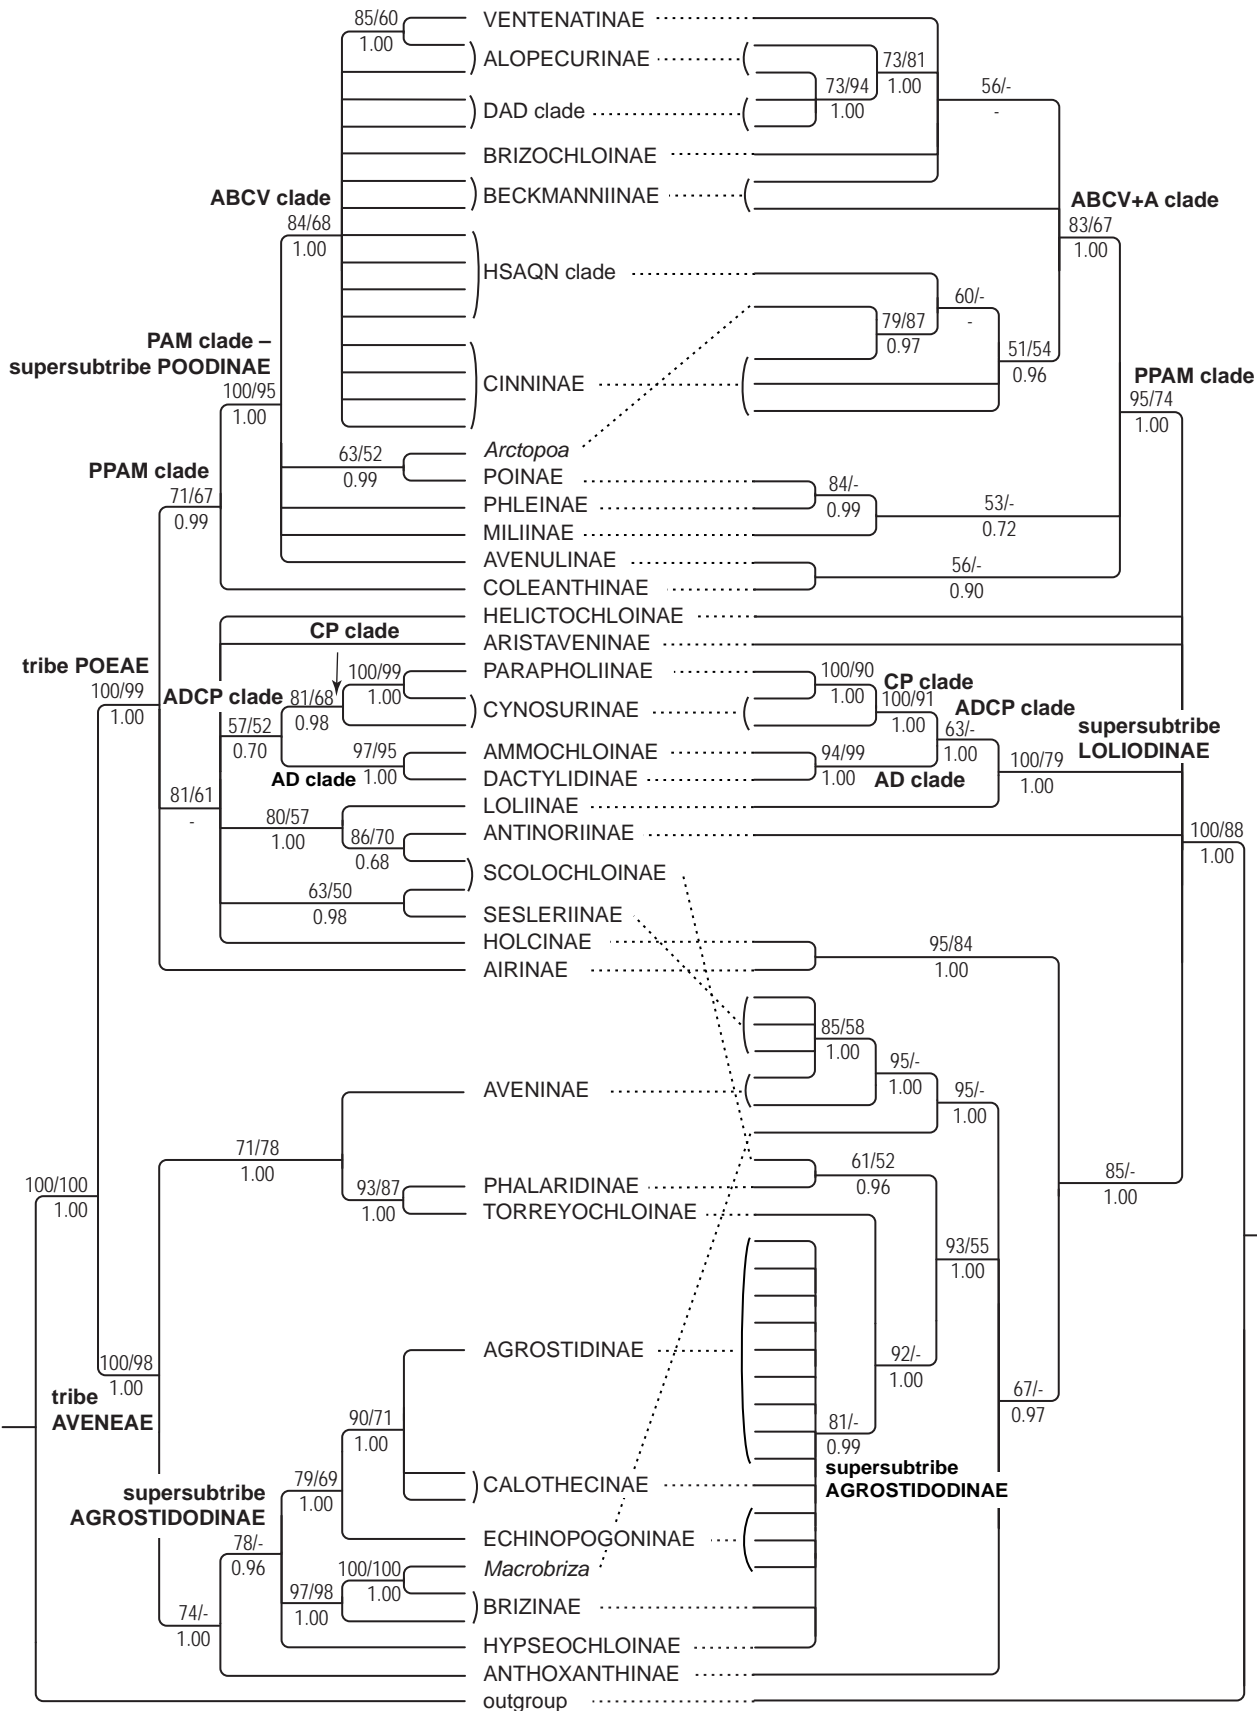 85/60
1.00
VENTENATINAE
ALOPECURINAE
73/81
1.00
73/94
1.00
56/-
-
DAD clade
BRIZOCHLOINAE
ABCV clade
84/68
1.00
BECKMANNIINAE
ABCV+A clade
83/67
1.00
HSAQN clade
60/-
-
79/87
0.97
51/54
0.96
PAM clade –
supersubtribe POODINAE
100/95
1.00
CINNINAE
PPAM clade
95/74
1.00
Arctopoa
63/52
0.99
POINAE
PPAM clade
71/67
0.99
84/-
0.99
PHLEINAE
53/-
0.72
MILIINAE
AVENULINAE
56/-
0.90
COLEANTHINAE
HELICTOCHLOINAE
CP clade
ARISTAVENINAE
tribe POEAE
100/99
1.00
100/99
1.00
PARAPHOLIINAE
100/90
1.00
CP clade
ADCP clade
81/68
0.98
CYNOSURINAE
100/91
1.00
ADCP clade
57/52
0.70
63/-
1.00
supersubtribe
LOLIODINAE
97/95
1.00
AMMOCHLOINAE
94/99
1.00
100/79
1.00
AD clade
DACTYLIDINAE
AD clade
81/61
-
LOLIINAE
80/57
1.00
86/70
0.68
ANTINORIINAE
100/88
1.00
SCOLOCHLOINAE
63/50
0.98
SESLERIINAE
HOLCINAE
95/84
1.00
AIRINAE
85/58
1.00
95/-
1.00
AVENINAE
95/-
1.00
71/78
1.00
61/52
0.96
85/-
1.00
100/100
1.00
93/87
1.00
PHALARIDINAE
TORREYOCHLOINAE
93/55
1.00
AGROSTIDINAE
100/98
1.00
92/-
1.00
tribe
AVENEAE
67/-
0.97
90/71
1.00
81/-
0.99
supersubtribe
AGROSTIDODINAE
79/69
1.00
CALOTHECINAE
supersubtribe
AGROSTIDODINAE
78/-
0.96
ECHINOPOGONINAE
Macrobriza
100/100
1.00
97/98
1.00
BRIZINAE
74/-
1.00
HYPSEOCHLOINAE
ANTHOXANTHINAE
outgroup